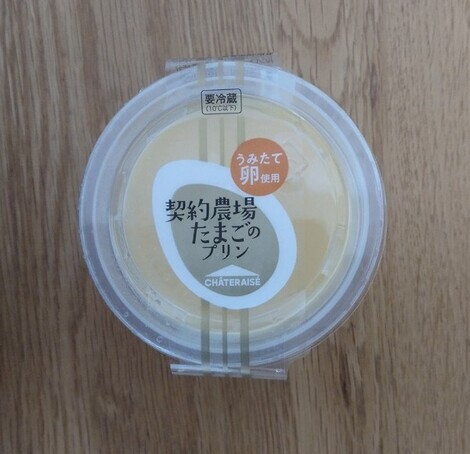 要冷蔵
(10℃以下)
うみたて
卵使用
契約農場
たまごの
プリン
CHÂTERAISÉ